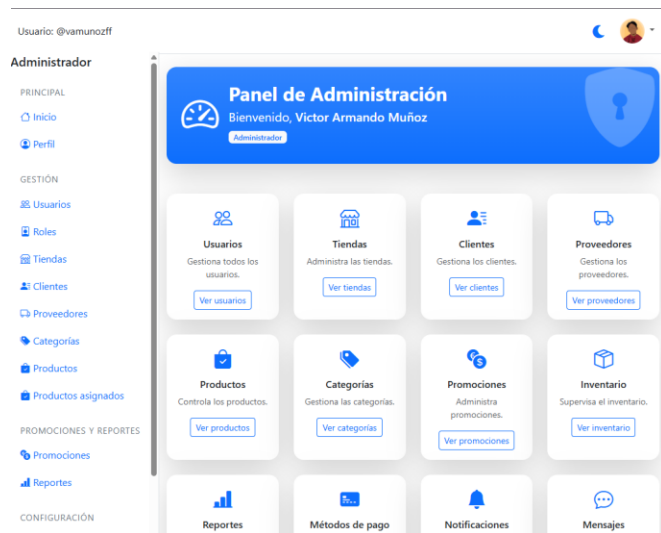 Usuario: @vamunozff
Administrador
PRINCIPAL
Inicio
Perfil
GESTIÓN
Usuarios
Roles
Tiendas
Clientes
Proveedores
Categorías
Productos
Productos asignados
PROMOCIONES Y REPORTES
Promociones
Reportes
CONFIGURACIÓN
Panel de Administración
Bienvenido, Victor Armando Muñoz
Administrador
Usuarios
Gestiona todos los
usuarios.
Ver usuarios
Tiendas
Administra las tiendas.
Ver tiendas
Clientes
Gestiona los clientes.
Ver clientes
Proveedores
Gestiona los
proveedores.
Ver proveedores
Productos
Controla los productos.
Ver productos
Categorías
Gestiona las categorías.
Ver categorías
Promociones
Administra
promociones.
Ver promociones
Inventario
Supervisa el inventario.
Ver inventario
Reportes
Métodos de pago
Notificaciones
Mensajes